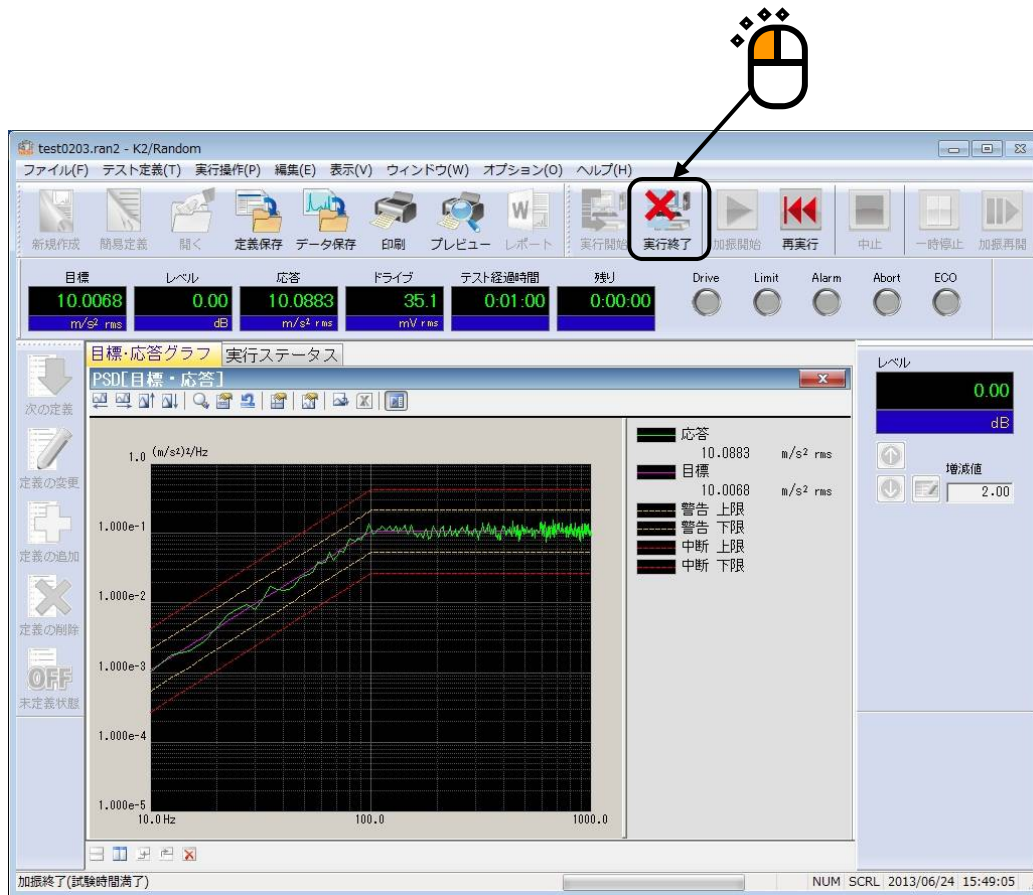 test0203.ran2 - K2/Random
ファイル(F) テスト定義(T) 実行操作(P) 編集(E) 表示(V) ウィンドウ(W) オプション(O) ヘルプ(H)
新規作成 簡易定義 開く 定義保存 データ保存 印刷 プレビュー レポート 実行開始 実行終了 加振開始 再実行 中止 一時停止 加振再開
目標 レベル 応答 ドライブ テスト経過時間 残り Drive Limit Alarm Abort ECO
10.0068 0.00 10.0883 35.1 0:01:00 0:00:00
m/s² rms dB m/s² rms mV rms
目標・応答グラフ 実行ステータス
PSD[目標・応答]
次の定義
定義の変更
定義の追加
定義の削除
OFF
未定義状態
(m/s²)²/Hz
1.0
1.000e-1
1.000e-2
1.000e-3
1.000e-4
1.000e-5
10.0Hz 100.0 1000.0
応答
10.0883 m/s² rms
目標
10.0068 m/s² rms
警告 上限
警告 下限
中断 上限
中断 下限
レベル
0.00
dB
増減値
2.00
加振終了(試験時間満了) NUM SCRL 2013/06/24 15:49:05